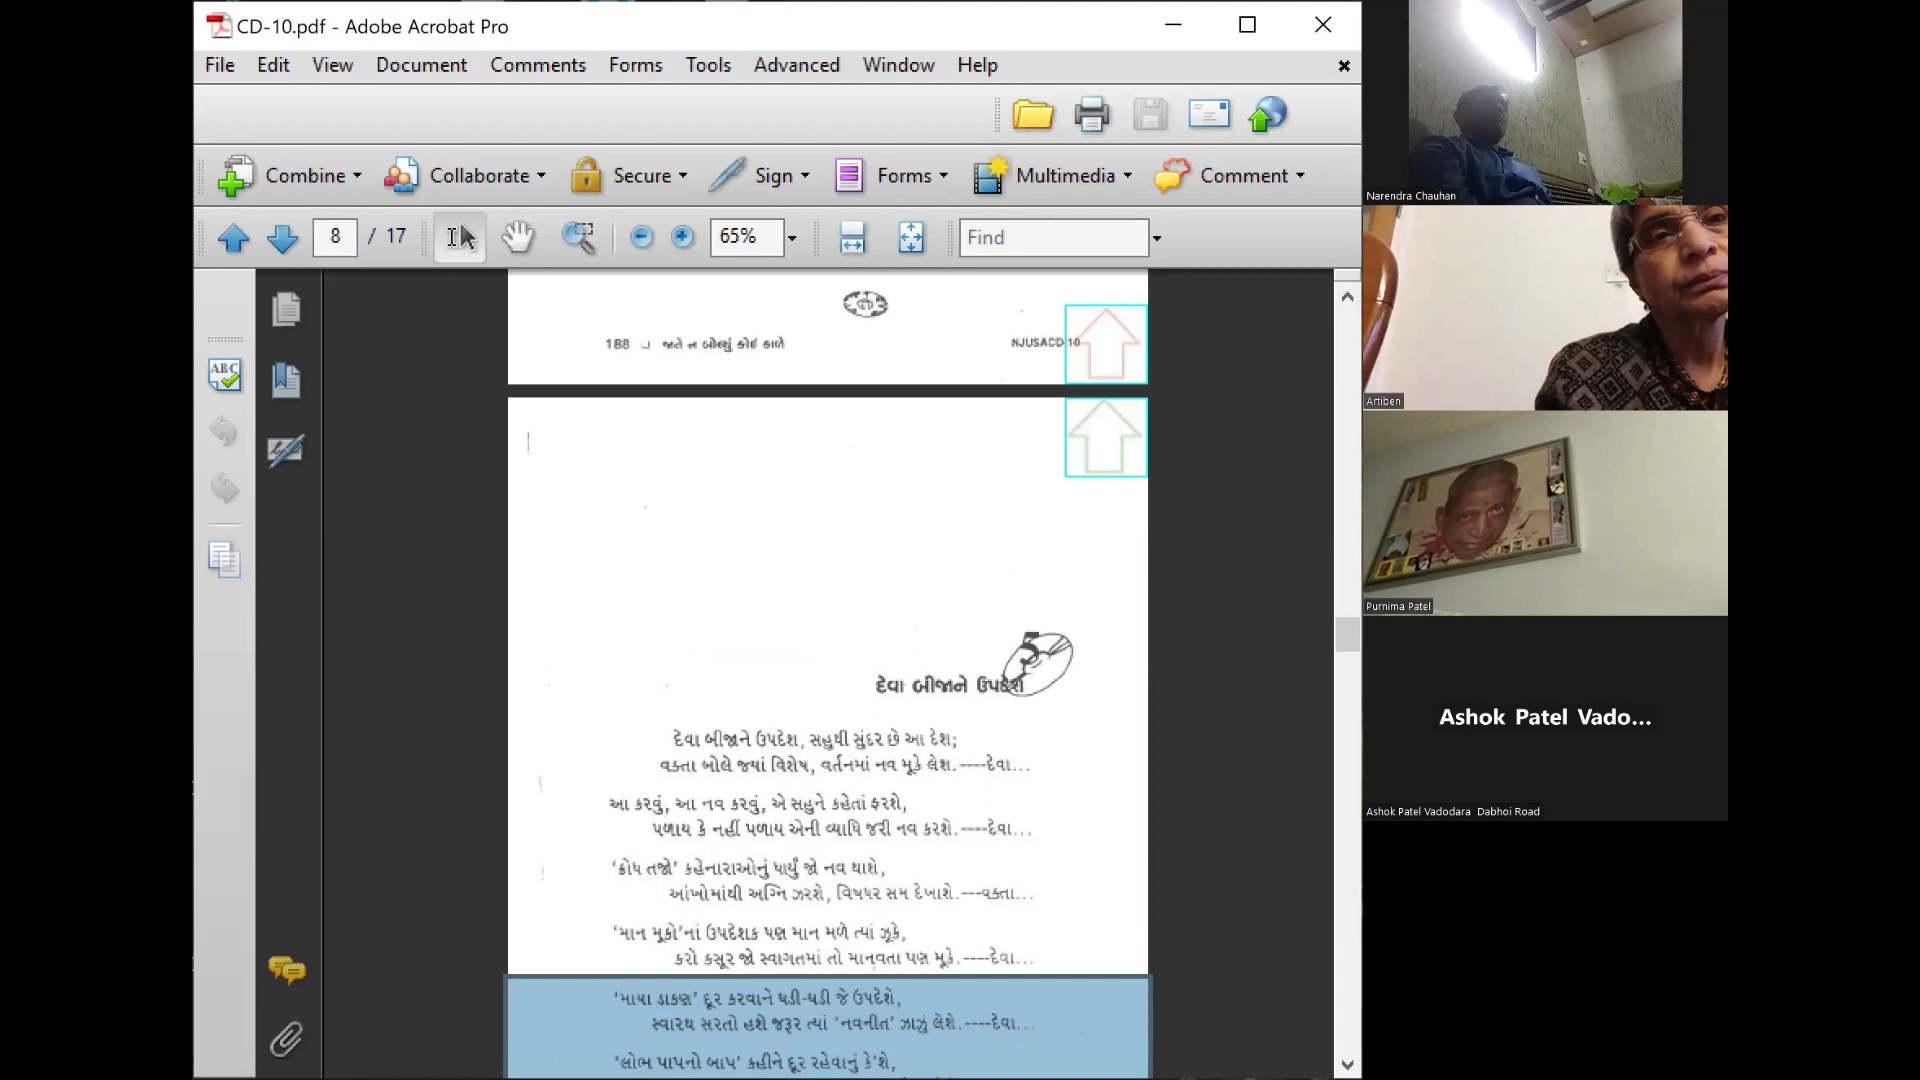 CD-10.pdf - Adobe Acrobat Pro
File Edit View Document Comments Forms Tools Advanced Window Help
Combine Collaborate Secure Sign Forms Multimedia Comment
8 / 17 65% Find
188 જાતે ન બોલ્યું કોઈ કાળે NJUSACD 10
5
દેવા બીજાને ઉપદેશ
દેવા બીજાને ઉપદેશ, સહુથી સુંદર છે આ દેશ;
વક્તા બોલે જ્યાં વિશેષ, વર્તનમાં નવ મૂકે લેશ.----દેવા...
આ કરવું, આ નવ કરવું, એ સહુને કહેતાં ફરશે,
પળાય કે નહીં પળાય એની વ્યાધિ જરી નવ કરશે.----દેવા...
'ક્રોધ તજો' કહેનારાઓનું ધાર્યું જો નવ થાશે,
આંખોમાંથી અગ્નિ ઝરશે, વિષધર સમ દેખાશે.---વક્તા...
'માન મૂકો'નાં ઉપદેશક પણ માન મળે ત્યાં ઝૂકે,
કરો કસૂર જો સ્વાગતમાં તો માનવતા પણ મૂકે.----દેવા...
'માયા ડાકણ' દૂર કરવાને ઘડી-ઘડી જે ઉપદેશે,
સ્વારથ સરતો હશે જરૂર ત્યાં 'નવનીત' ઝાઝું લેશે.----દેવા...
'લોભ પાપનો બાપ' કહીને દૂર રહેવાનું કે'શે,
ABC
Narendra Chauhan
Artiben
Purnima Patel
Ashok Patel Vado...
Ashok Patel Vadodara Dabhoi Road